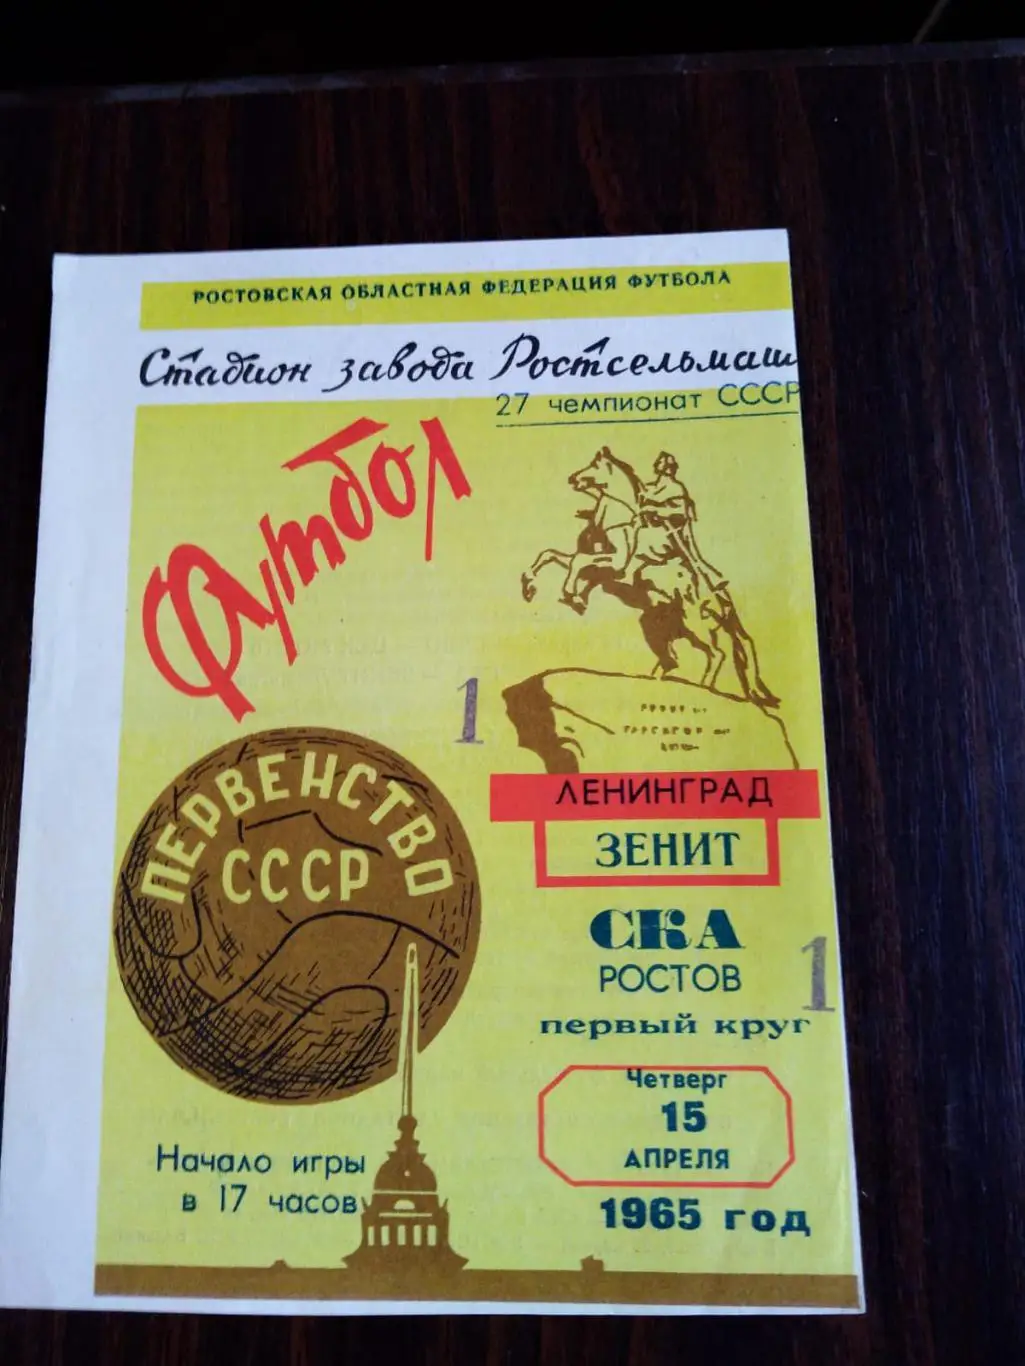 РОСТОВСКАЯ ОБЛАСТНАЯ ФЕДЕРАЦИЯ ФУТБОЛА
Стадион завода Ростсельмаш
27 чемпионат СССР
Футбол
1
ПЕРВЕНСТВО
СССР
ЛЕНИНГРАД
ЗЕНИТ
СКА
РОСТОВ
1
первый круг
Четверг
15
АПРЕЛЯ
1965 год
Начало игры
в 17 часов